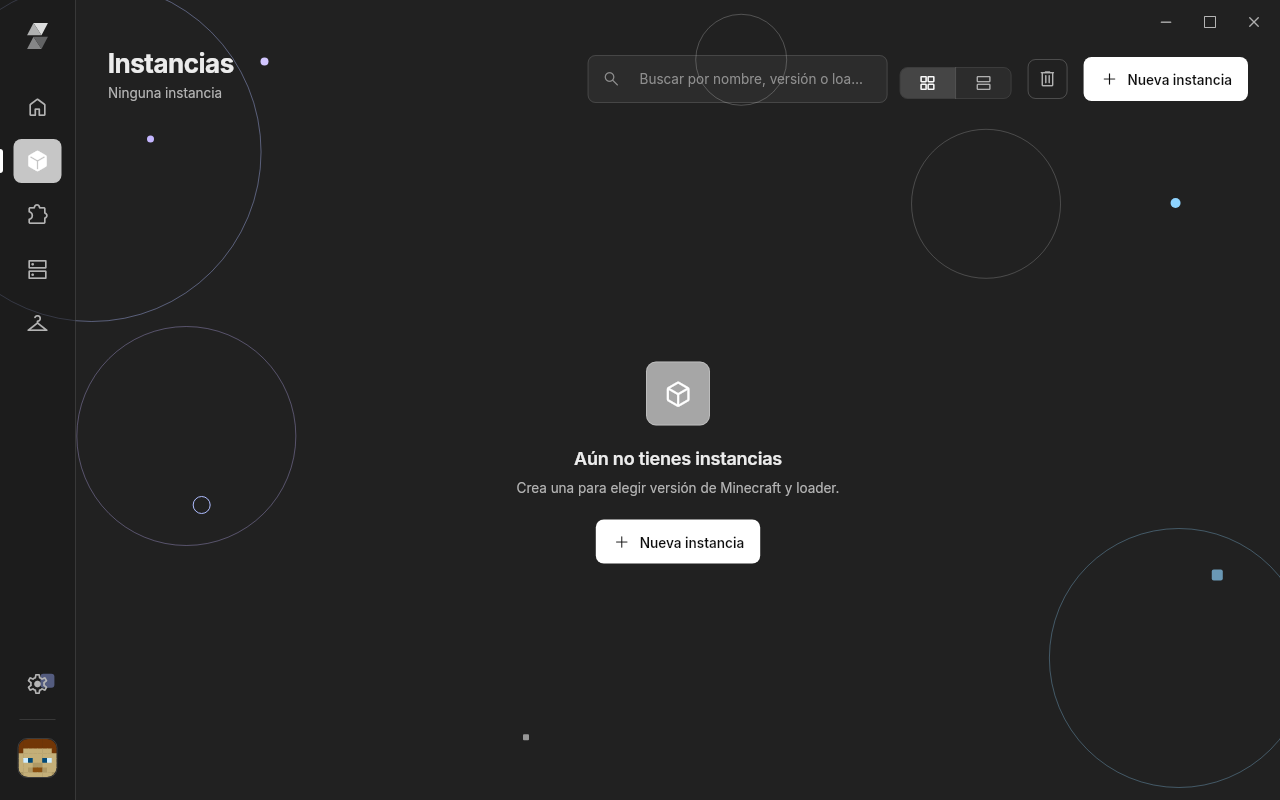 Instancias
Ninguna instancia
Buscar por nombre, versión o loa...
Nueva instancia
Aún no tienes instancias
Crea una para elegir versión de Minecraft y loader.
Nueva instancia